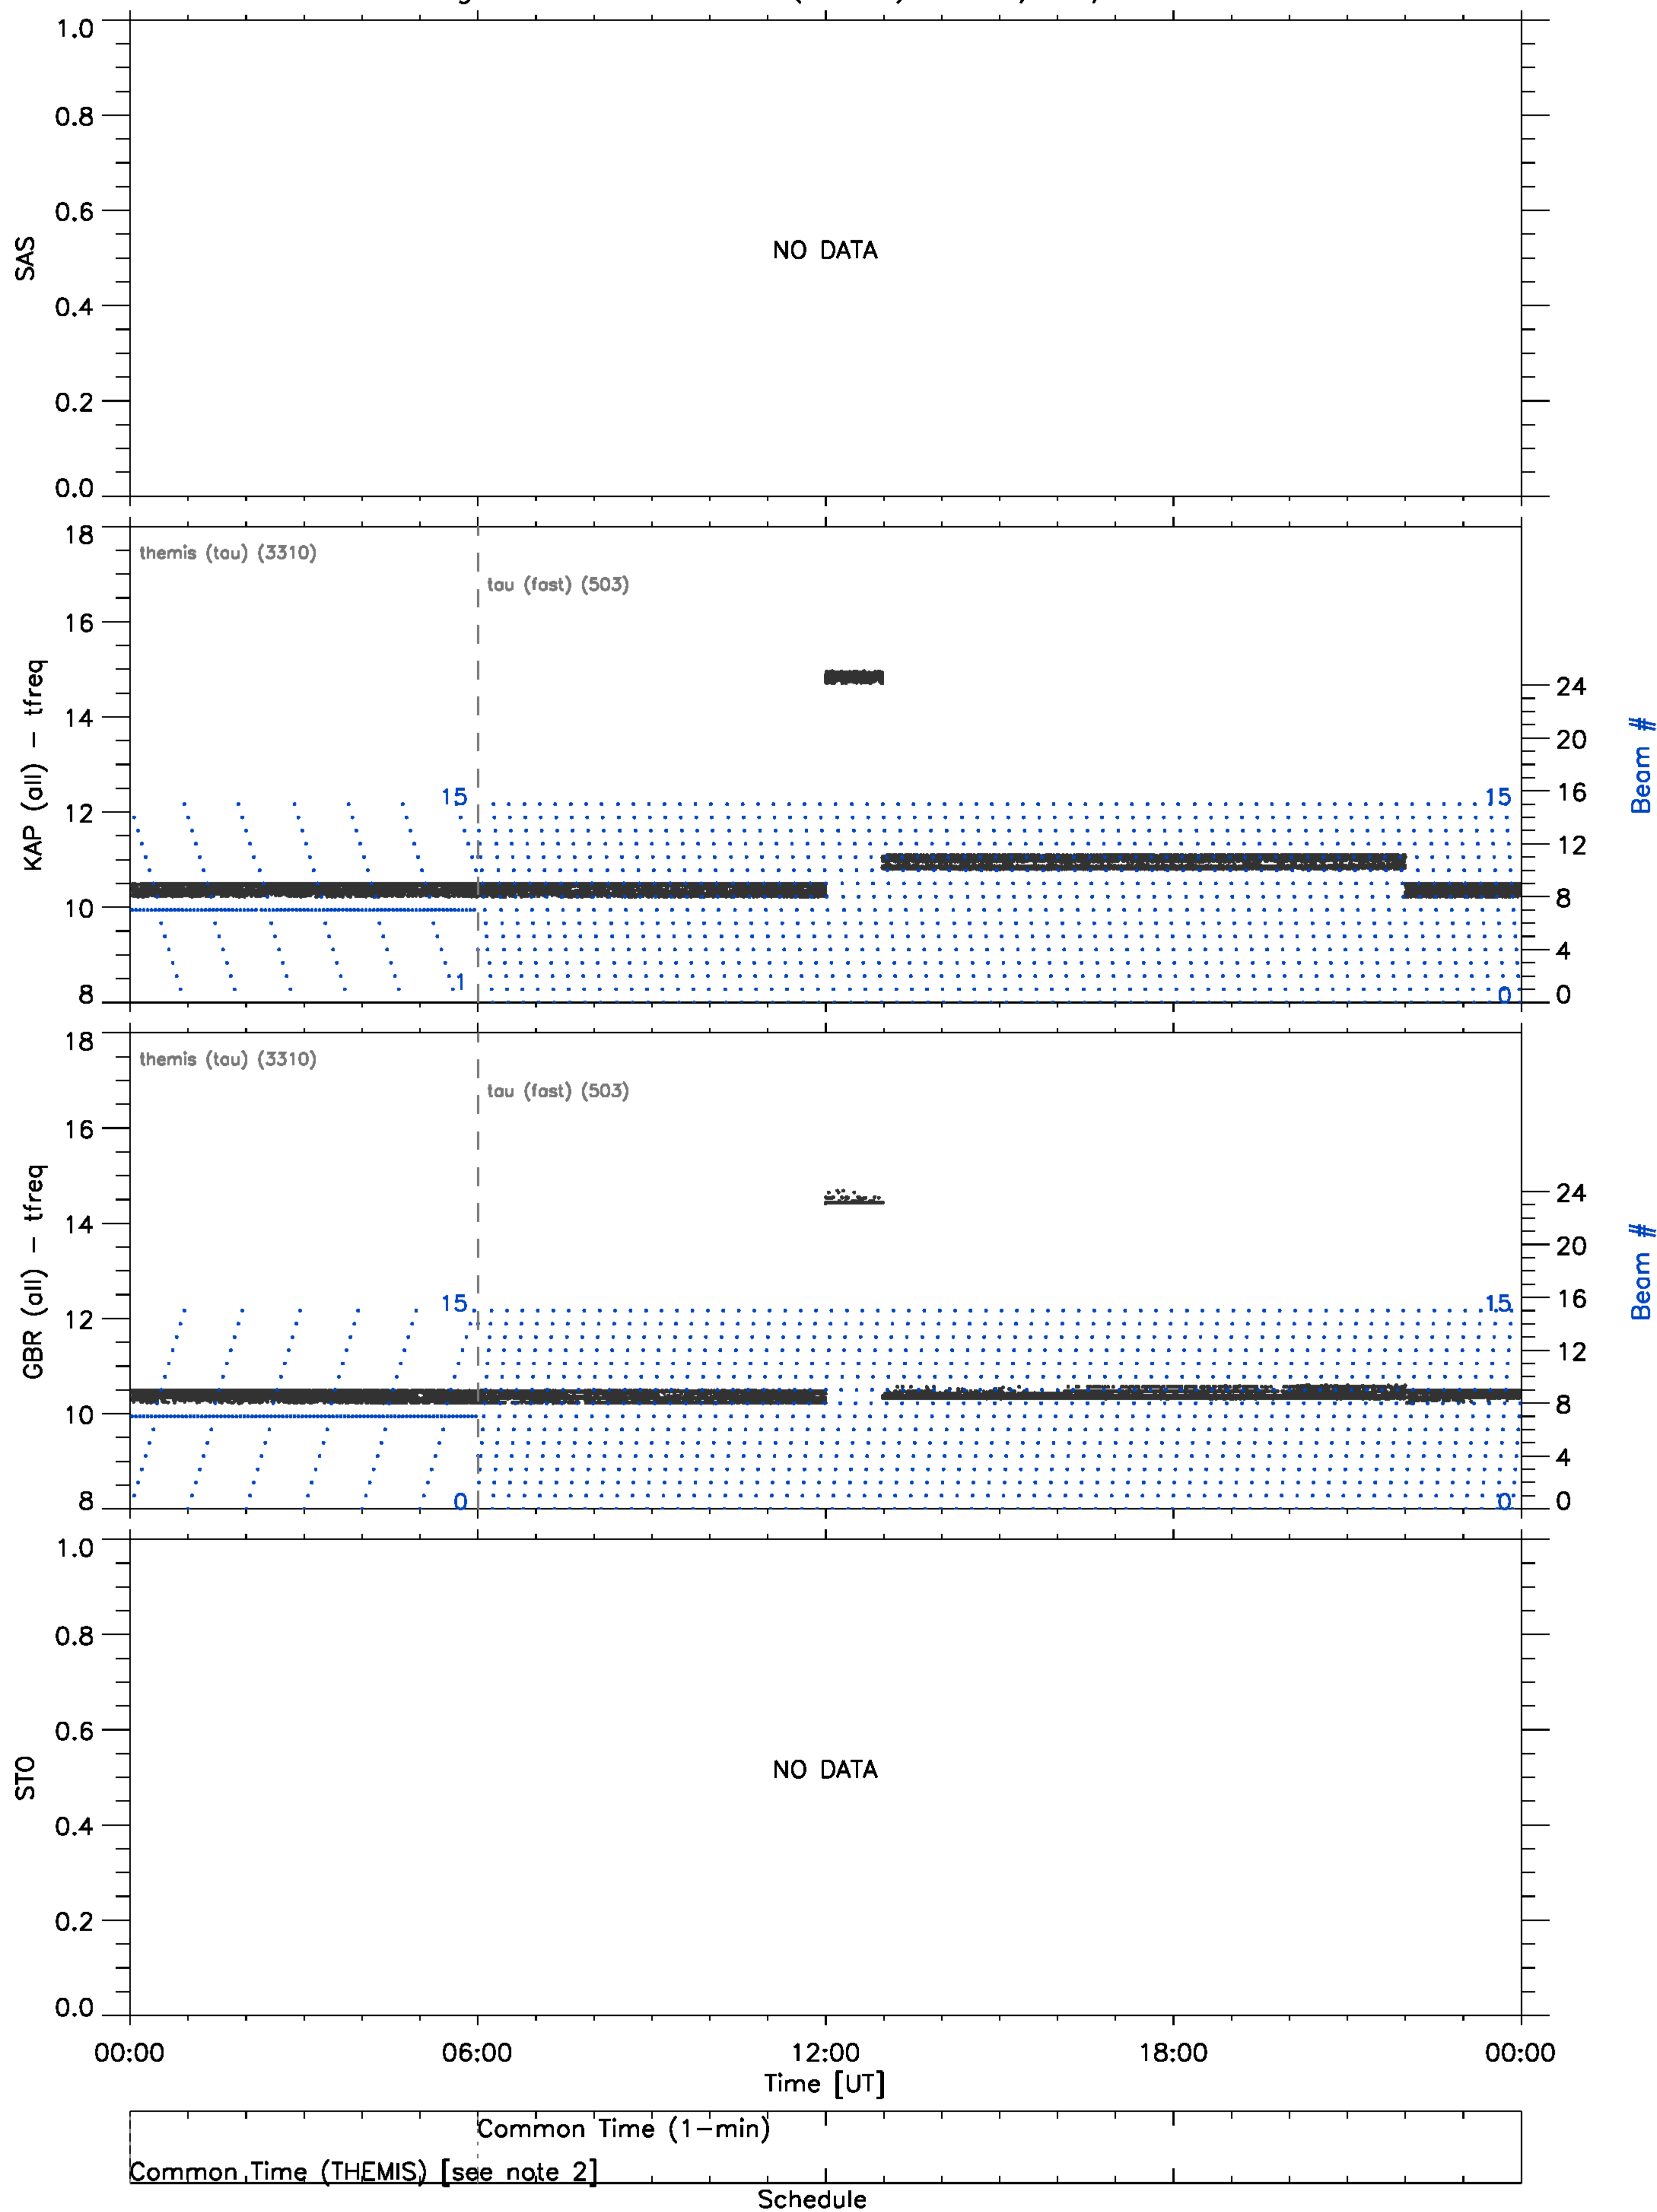 1.0
0.8
0.6
0.4
0.2
0.0
SAS
NO DATA
18
16
14
12
10
8
KAP (all) - tfreq
themis (tau) (3310)
tau (fast) (503)
15
1
15
0
24
20
16
12
8
4
0
Beam #
18
16
14
12
10
8
GBR (all) - tfreq
themis (tau) (3310)
tau (fast) (503)
15
0
15
0
24
20
16
12
8
4
0
Beam #
1.0
0.8
0.6
0.4
0.2
0.0
STO
NO DATA
00:00 06:00 12:00 18:00 00:00
Time [UT]
Common Time (1-min)
Common Time (THEMIS) [see note 2]
Schedule